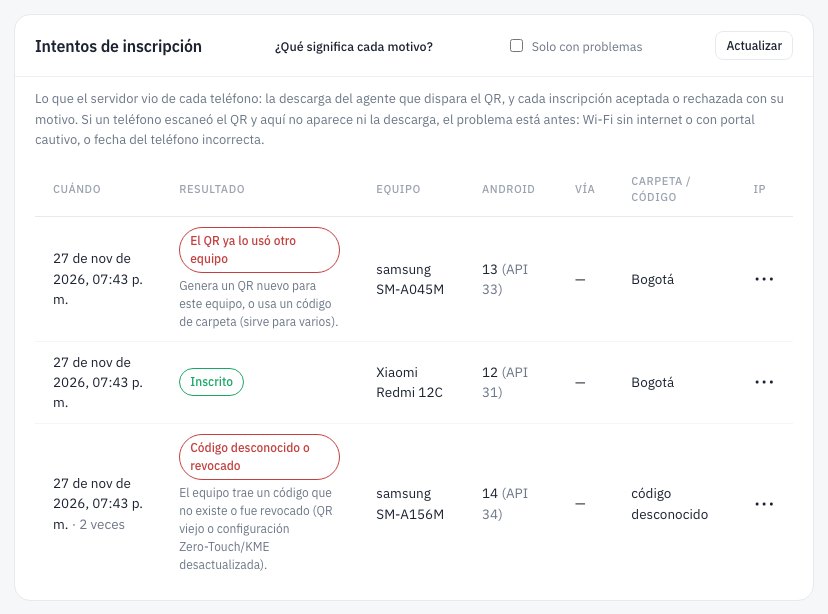 Intentos de inscripción
¿Qué significa cada motivo?
Solo con problemas
Actualizar
Lo que el servidor vio de cada teléfono: la descarga del agente que dispara el QR, y cada inscripción aceptada o rechazada con su
motivo. Si un teléfono escaneó el QR y aquí no aparece ni la descarga, el problema está antes: Wi-Fi sin internet o con portal
cautivo, o fecha del teléfono incorrecta.
CUÁNDO
RESULTADO
EQUIPO
ANDROID
VÍA
CARPETA /
CÓDIGO
IP
27 de nov de
2026, 07:43 p.
m.
El QR ya lo usó otro
equipo
Genera un QR nuevo para
este equipo, o usa un código
de carpeta (sirve para varios).
samsung
SM-A045M
13 (API
33)
—
Bogotá
•••
27 de nov de
2026, 07:43 p.
m.
Inscrito
Xiaomi
Redmi 12C
12 (API
31)
—
Bogotá
•••
27 de nov de
2026, 07:43 p.
m. · 2 veces
Código desconocido o
revocado
El equipo trae un código que
no existe o fue revocado (QR
viejo o configuración
Zero-Touch/KME
desactualizada).
samsung
SM-A156M
14 (API
34)
—
código
desconocido
•••